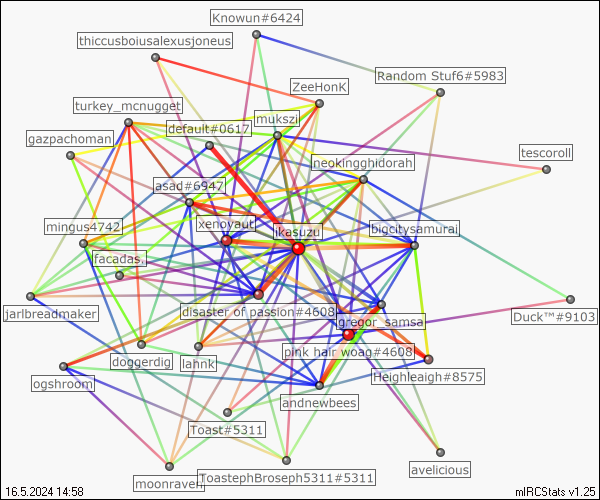 Knowun#6424
thiccusboiusalexusjoneus
Random Stuf6#5983
ZeeHonK
turkey_mcnugget
mukszi
default#0617
gazpachoman
tescoroll
neokingghidorah
asad#6947
mingus4742
xenovaut
ikasuzu
bigcitysamurai
facadas.
jarlbreadmaker
disaster of passion#4608
Duck™#9103
gregor_samsa
pink hair woag#4608
doggerdig
lahnk
Heighleaigh#8575
ogshroom
andnewbees
Toast#5311
avelicious
moonraven
ToastephBroseph5311#5311
16.5.2024 14:58
mIRCStats v1.25